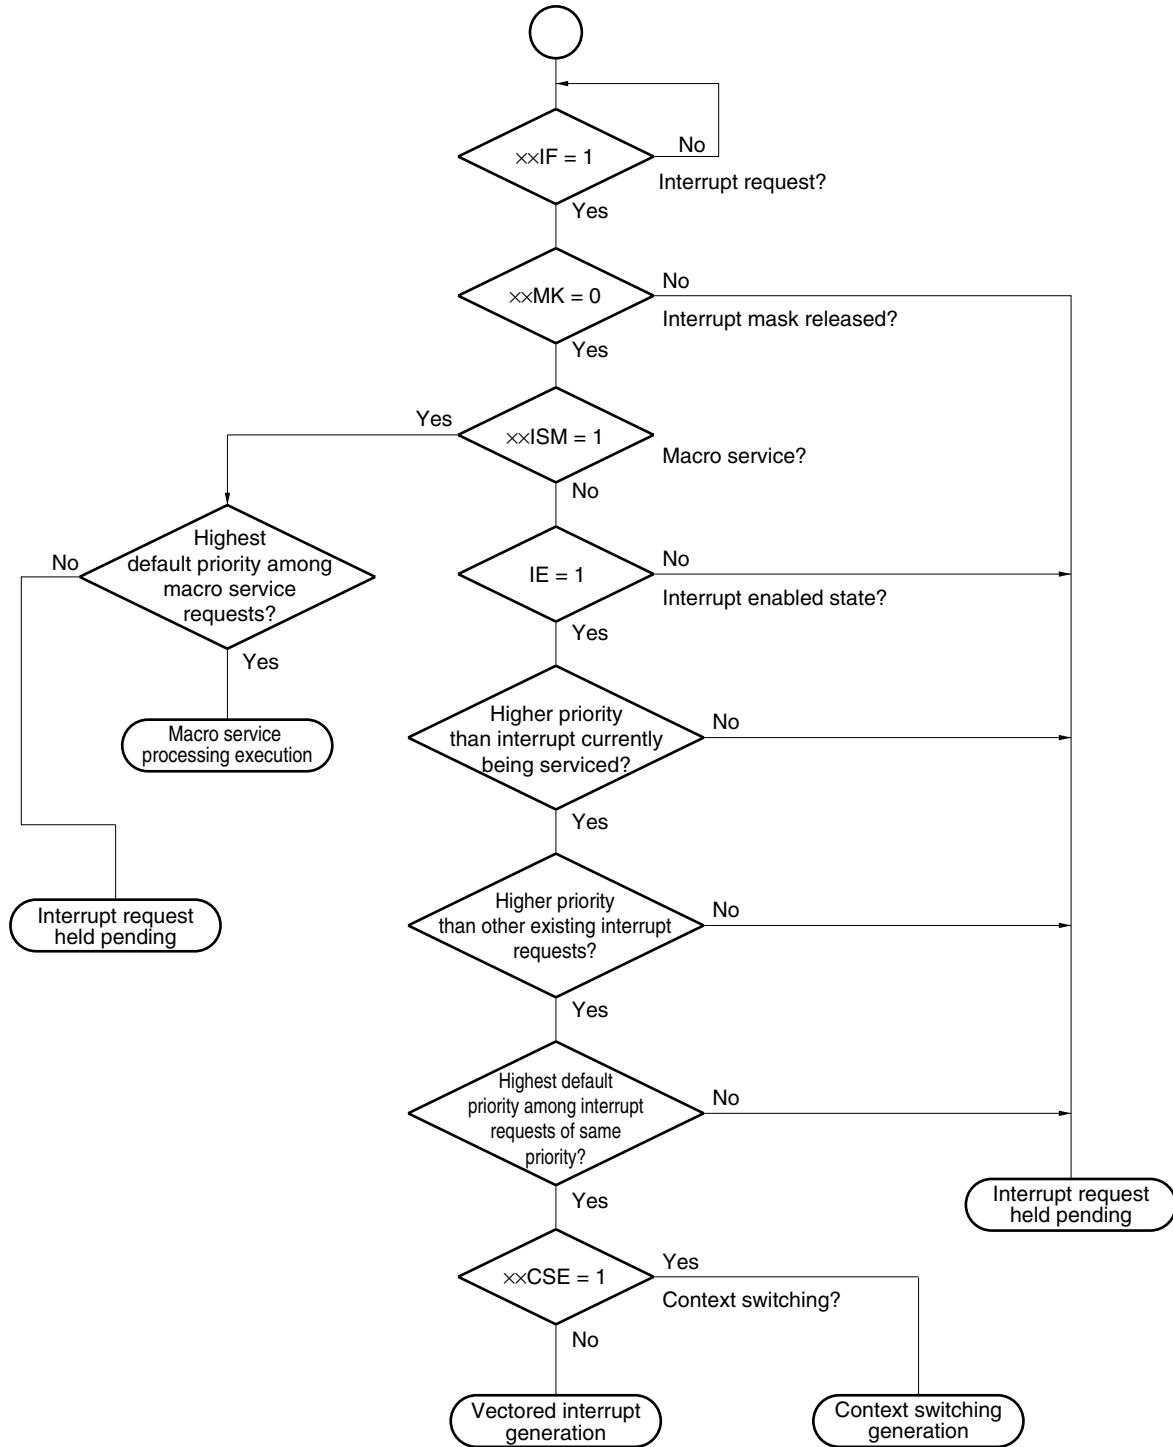 ××IF = 1
No
Interrupt request?
Yes
××MK = 0
No
Interrupt mask released?
Yes
Yes
××ISM = 1
Macro service?
No
Highest
default priority among
macro service
requests?
No
Yes
IE = 1
No
Interrupt enabled state?
Yes
Macro service
processing execution
Higher priority
than interrupt currently
being serviced?
No
Yes
Interrupt request
held pending
Higher priority
than other existing interrupt
requests?
No
Yes
Highest default
priority among interrupt
requests of same
priority?
No
Yes
Interrupt request
held pending
××CSE = 1
Yes
Context switching?
No
Vectored interrupt
generation
Context switching
generation